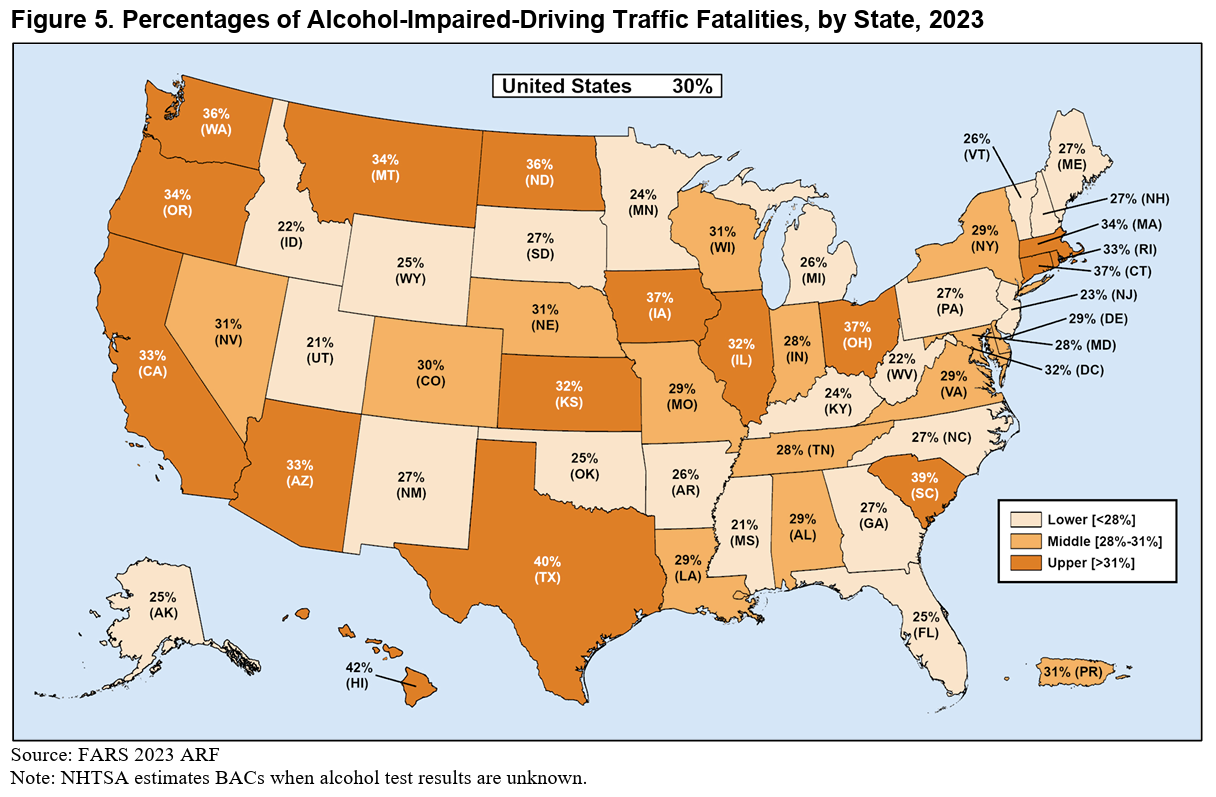 Figure 5. Percentages of Alcohol-Impaired-Driving Traffic Fatalities, by State, 2023
United States 30%
36%
(WA)
34%
(OR)
33%
(CA)
22%
(ID)
31%
(NV)
34%
(MT)
25%
(WY)
21%
(UT)
33%
(AZ)
36%
(ND)
27%
(SD)
31%
(NE)
30%
(CO)
32%
(KS)
27%
(NM)
25%
(OK)
40%
(TX)
24%
(MN)
37%
(IA)
29%
(MO)
26%
(AR)
29%
(LA)
31%
(WI)
32%
(IL)
26%
(MI)
28%
(IN)
37%
(OH)
24%
(KY)
28% (TN)
21%
(MS)
29%
(AL)
27%
(GA)
25%
(FL)
39%
(SC)
27% (NC)
29%
(VA)
22%
(WV)
27%
(PA)
29%
(NY)
26%
(VT)
27%
(ME)
27% (NH)
34% (MA)
33% (RI)
37% (CT)
23% (NJ)
29% (DE)
28% (MD)
32% (DC)
25%
(AK)
42%
(HI)
31% (PR)
Lower [<28%]
Middle [28%-31%]
Upper [>31%]
Source: FARS 2023 ARF
Note: NHTSA estimates BACs when alcohol test results are unknown.